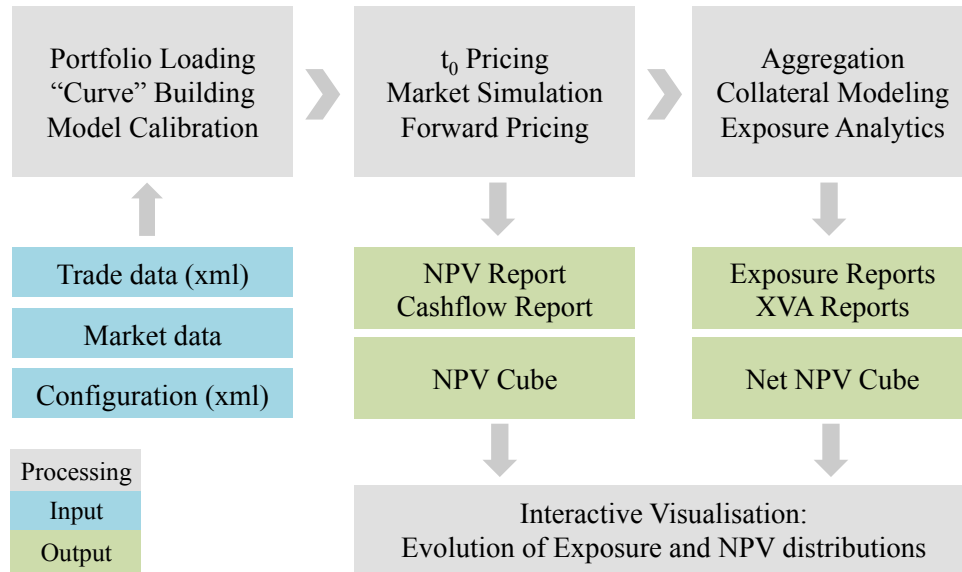 Portfolio Loading
“Curve” Building
Model Calibration
t₀ Pricing
Market Simulation
Forward Pricing
Aggregation
Collateral Modeling
Exposure Analytics
Trade data (xml)
Market data
Configuration (xml)
NPV Report
Cashflow Report
NPV Cube
Exposure Reports
XVA Reports
Net NPV Cube
Processing
Input
Output
Interactive Visualisation:
Evolution of Exposure and NPV distributions